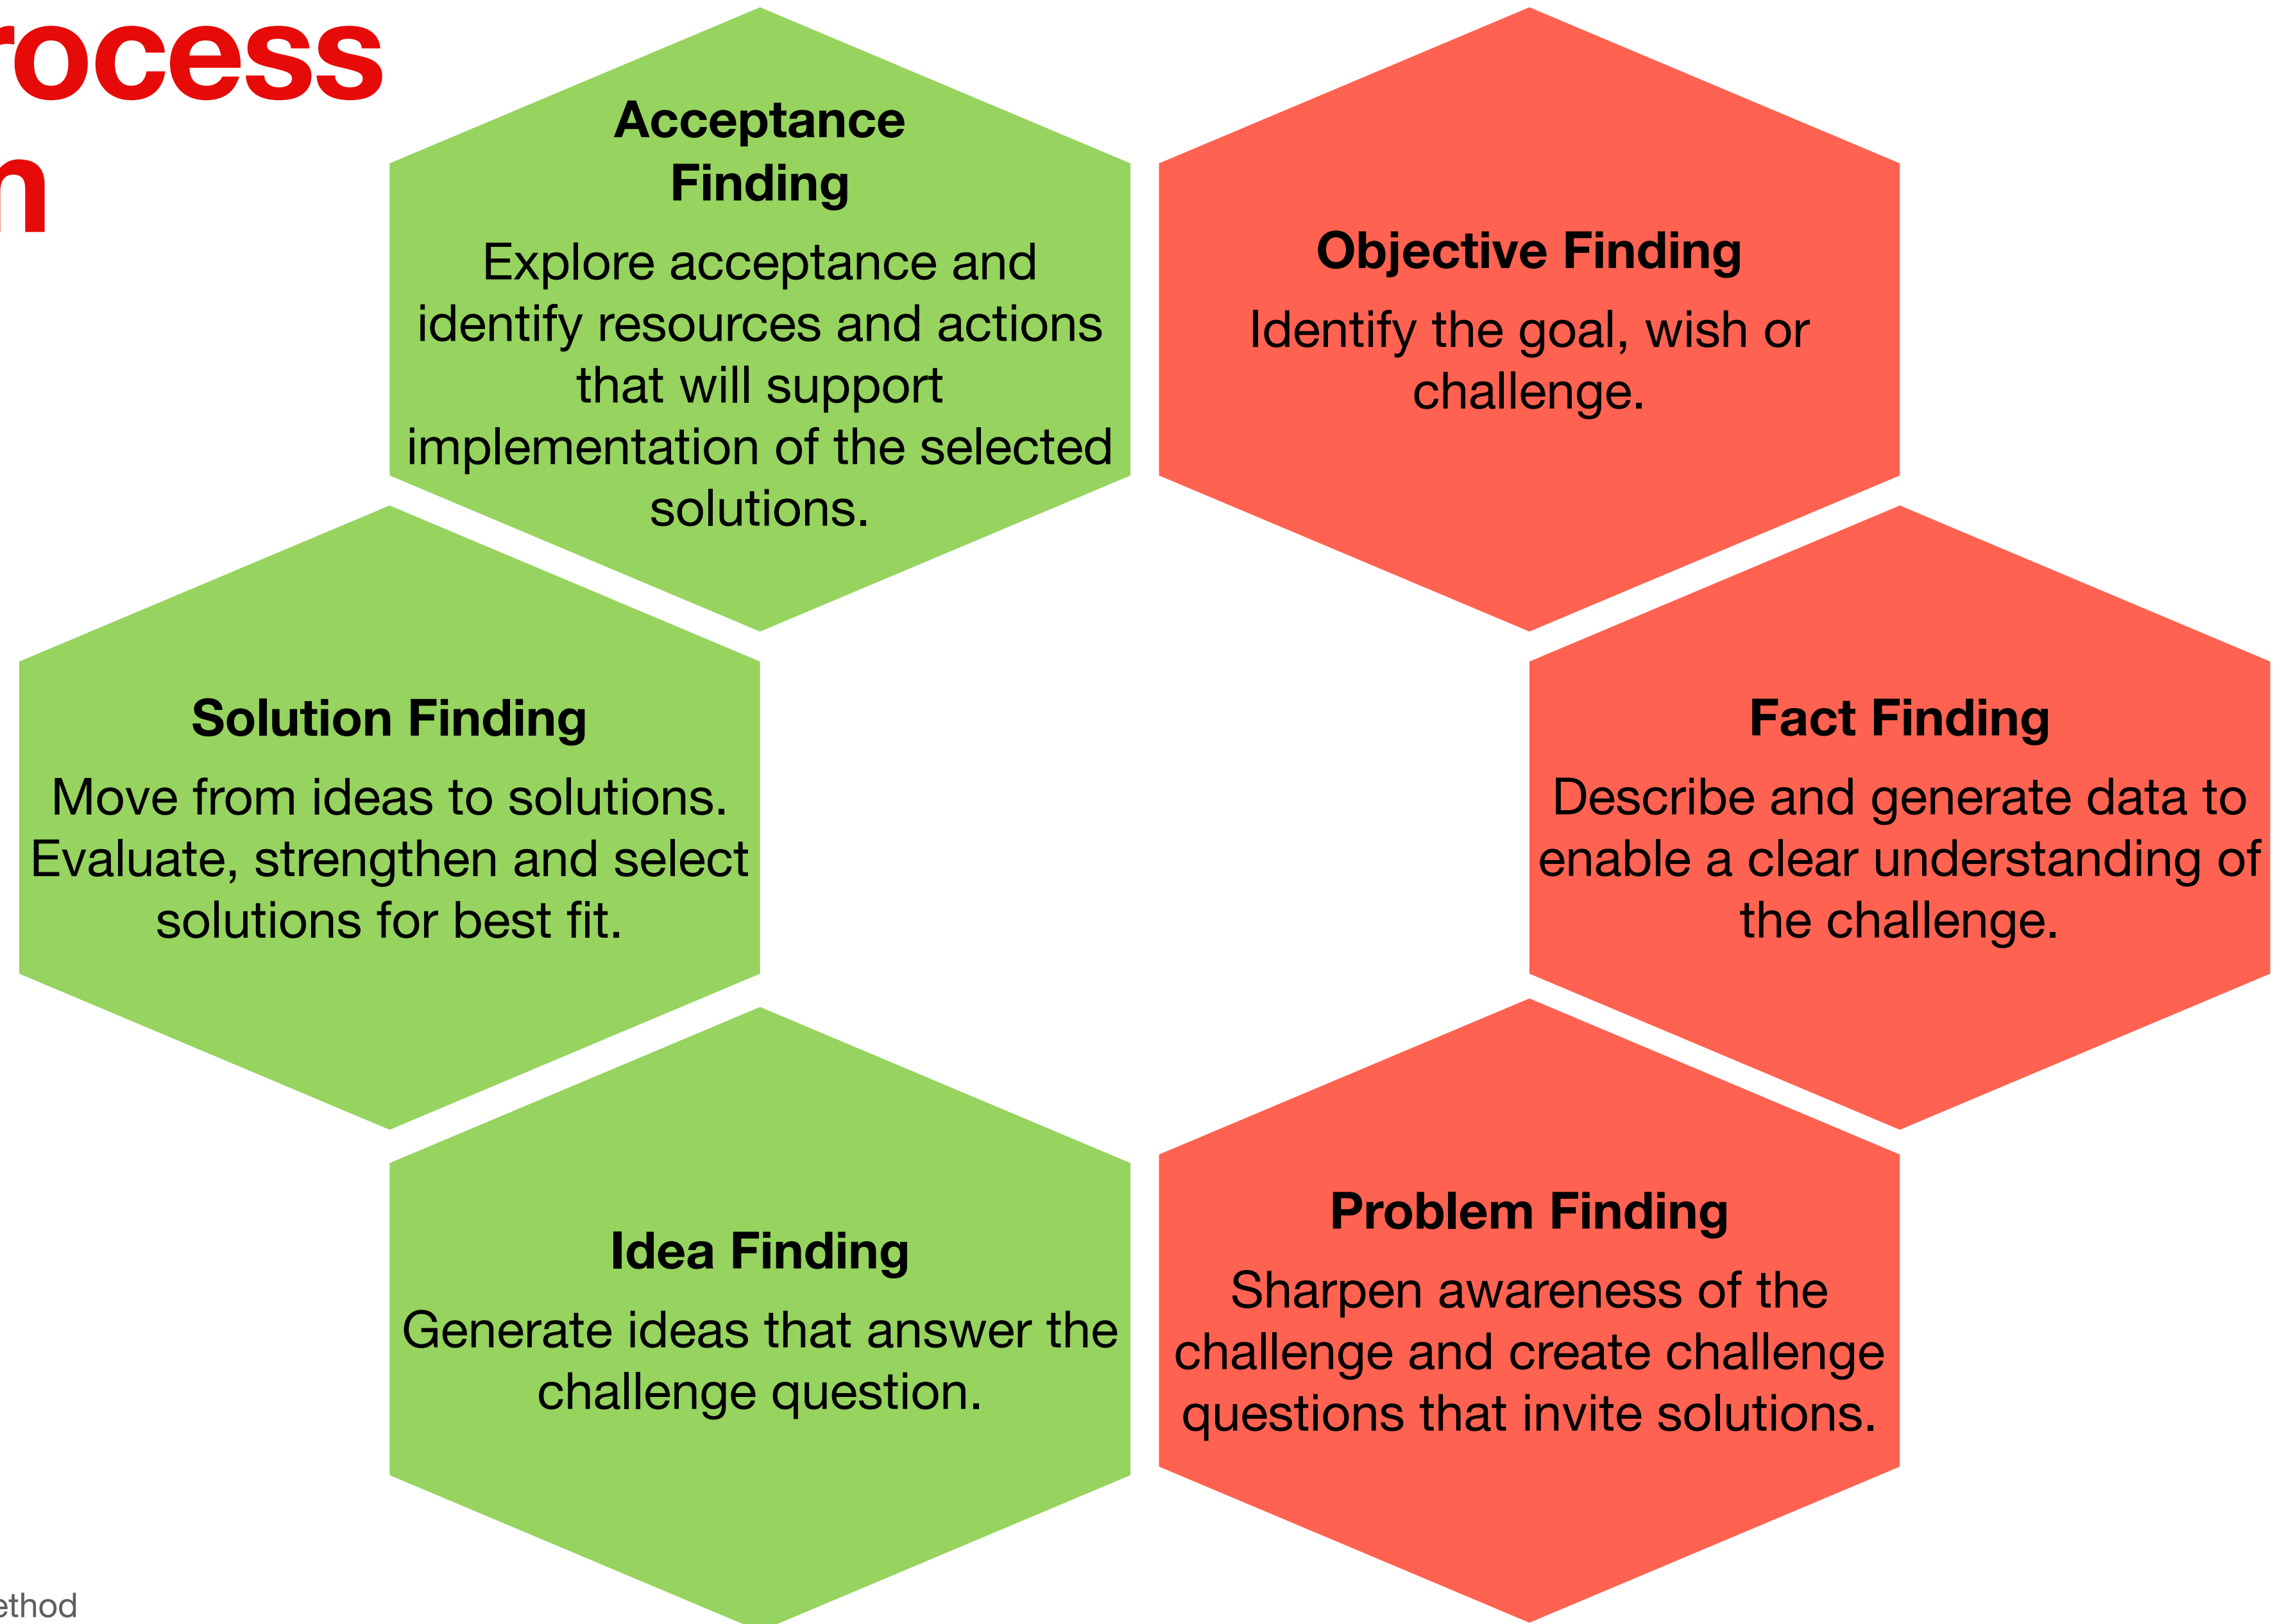 rocess
n
Acceptance
Finding
Explore acceptance and
identify resources and actions
that will support
implementation of the selected
solutions.
Objective Finding
Identify the goal, wish or
challenge.
Solution Finding
Move from ideas to solutions.
Evaluate, strengthen and select
solutions for best fit.
Fact Finding
Describe and generate data to
enable a clear understanding of
the challenge.
Idea Finding
Generate ideas that answer the
challenge question.
Problem Finding
Sharpen awareness of the
challenge and create challenge
questions that invite solutions.
ethod